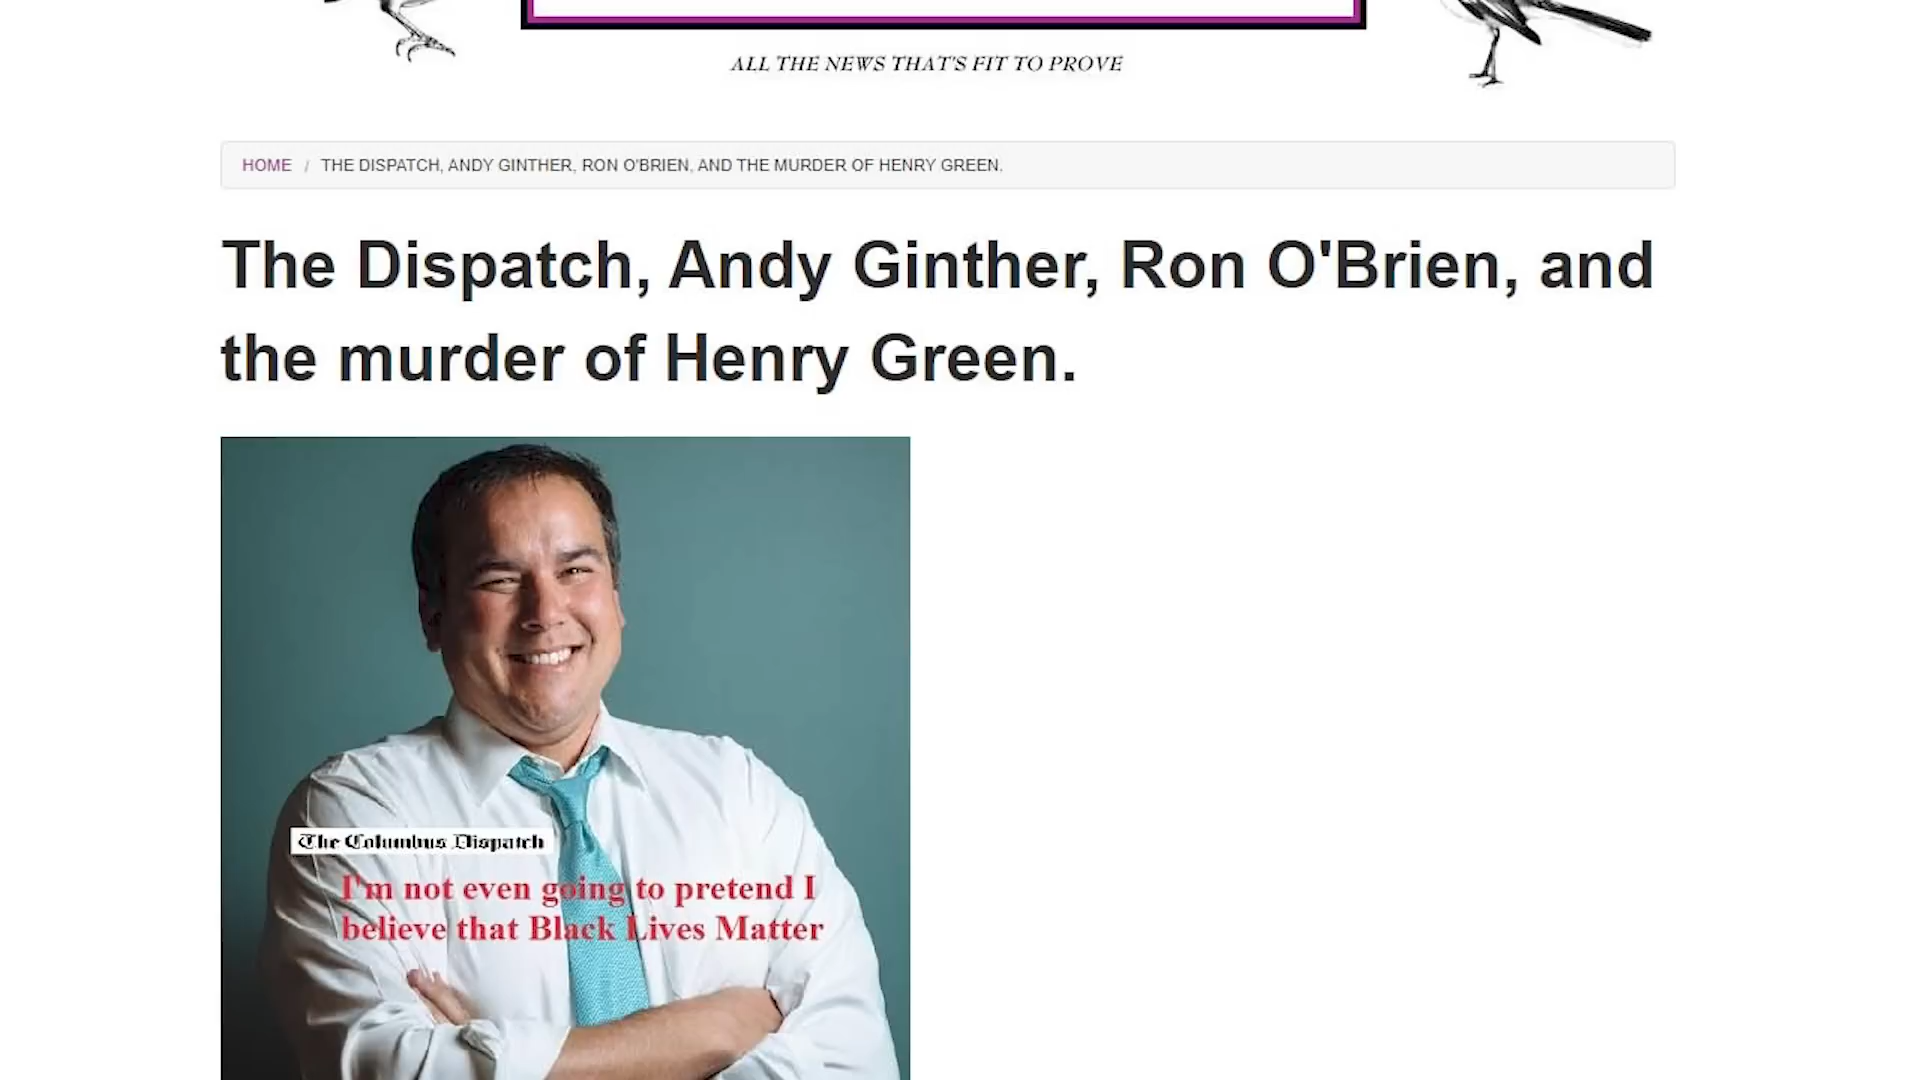 ALL THE NEWS THAT'S FIT TO PROVE
HOME / THE DISPATCH, ANDY GINTHER, RON O'BRIEN, AND THE MURDER OF HENRY GREEN.
The Dispatch, Andy Ginther, Ron O'Brien, and
the murder of Henry Green.
The Columbus Dispatch
I'm not even going to pretend I
believe that Black Lives Matter